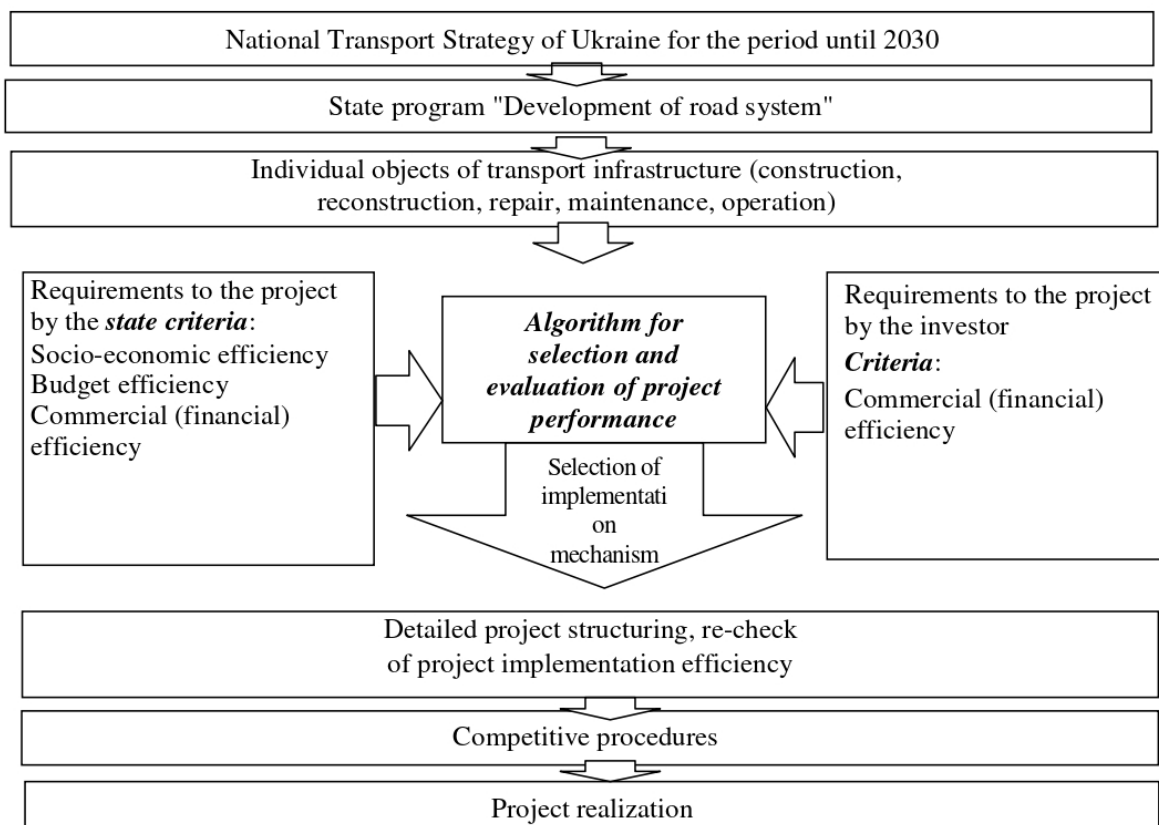 National Transport Strategy of Ukraine for the period until 2030
State program "Development of road system"
Individual objects of transport infrastructure (construction,
reconstruction, repair, maintenance, operation)
Requirements to the project
by the state criteria:
Socio-economic efficiency
Budget efficiency
Commercial (financial)
efficiency
Algorithm for
selection and
evaluation of project
performance
Requirements to the project
by the investor
Criteria:
Commercial (financial)
efficiency
Selection of
implementati
on
mechanism
Detailed project structuring, re-check
of project implementation efficiency
Competitive procedures
Project realization